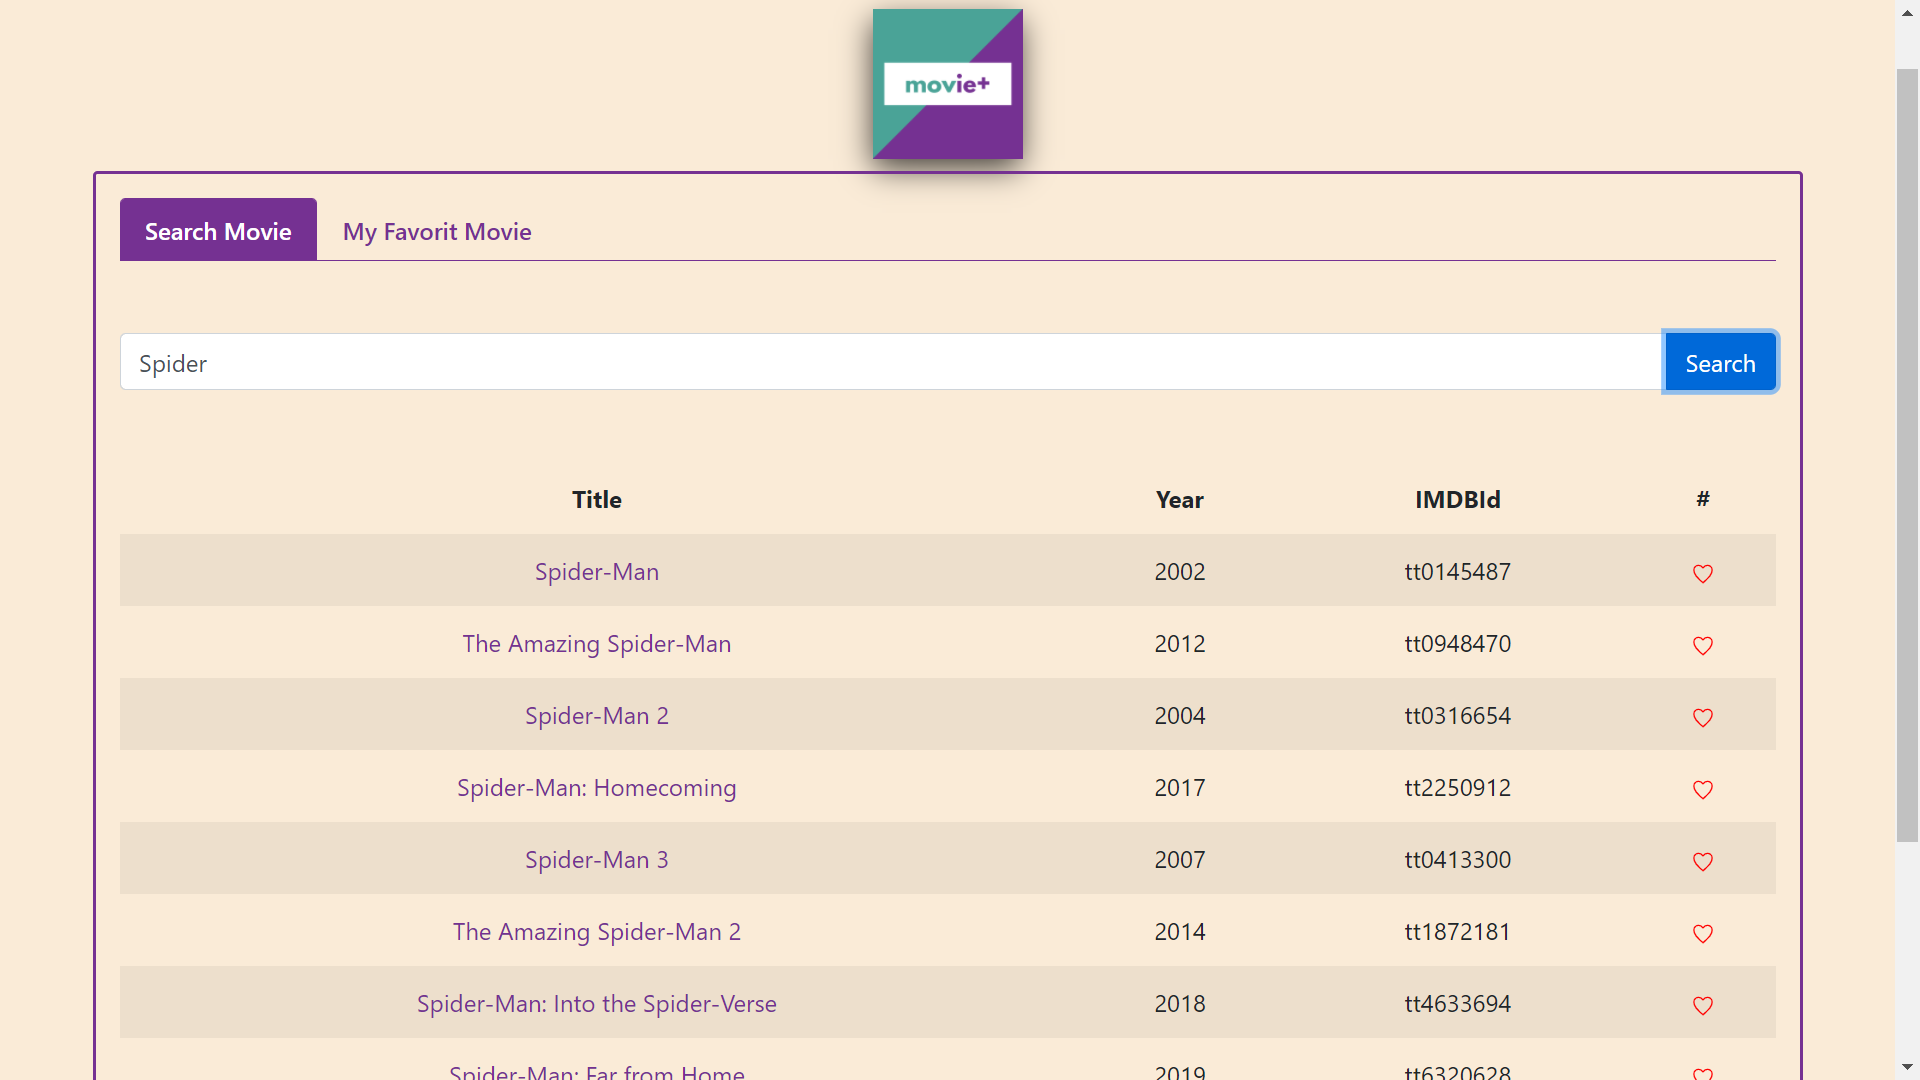 movie+
Search Movie My Favorit Movie
Spider Search
Title Year IMDBId #
Spider-Man 2002 tt0145487
The Amazing Spider-Man 2012 tt0948470
Spider-Man 2 2004 tt0316654
Spider-Man: Homecoming 2017 tt2250912
Spider-Man 3 2007 tt0413300
The Amazing Spider-Man 2 2014 tt1872181
Spider-Man: Into the Spider-Verse 2018 tt4633694
Spider-Man: Far from Home 2019 tt6320628